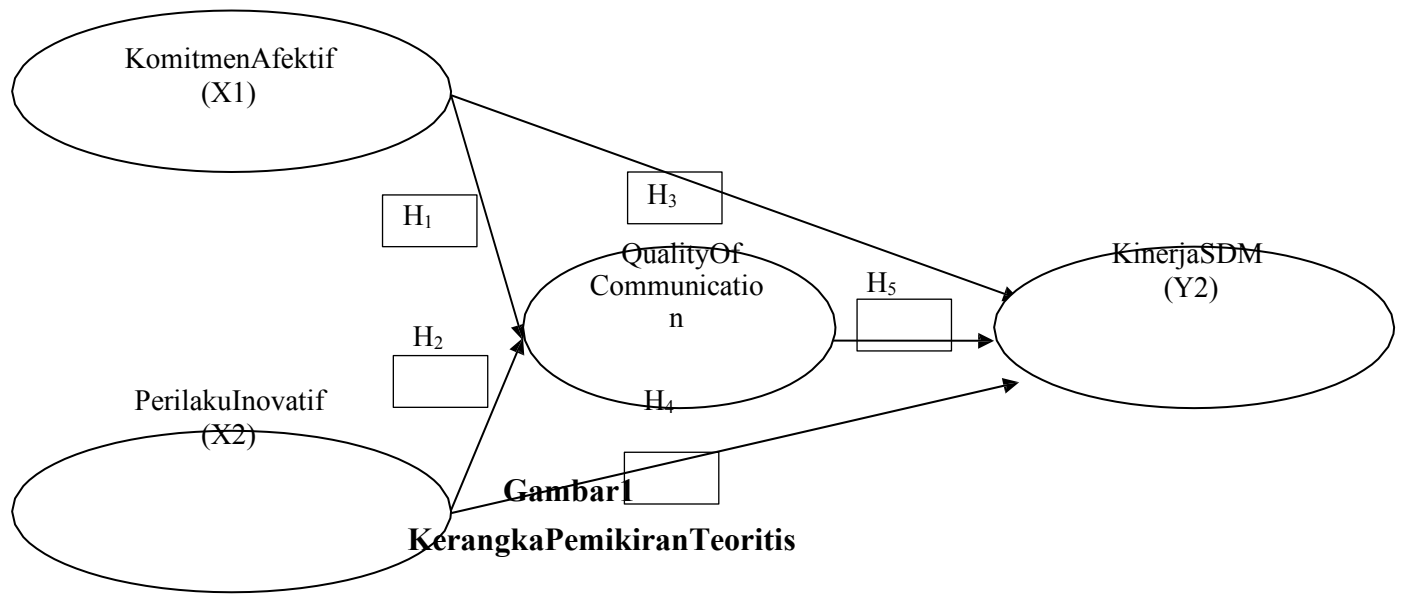 KomitmenAfektif
(X1)
H3
H1
QualityOf
Communicatio
n
KinerjaSDM
(Y2)
H5
H2
PerilakuInovatif
(X2)
H4
Gambar1
KerangkaPemikiranTeoritis